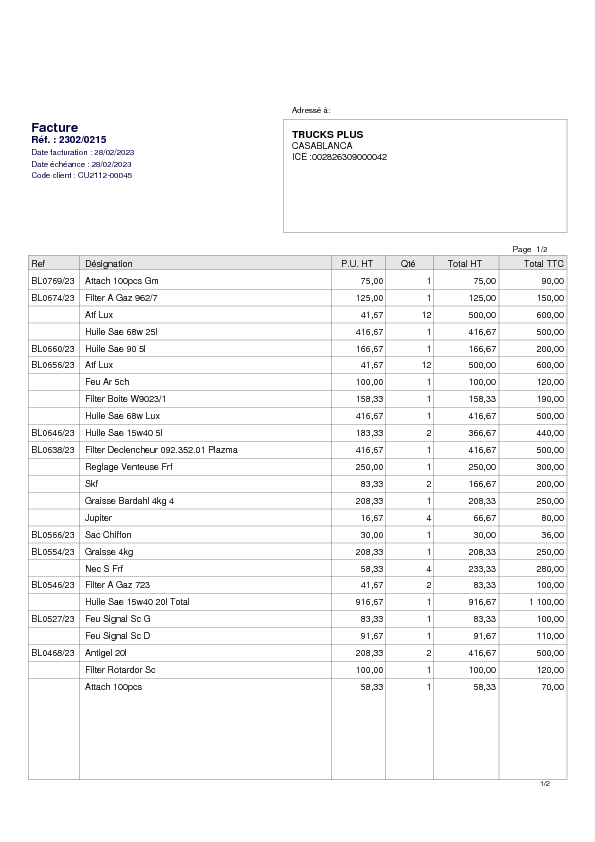 Adressé à:
Facture
Réf. : 2302/0215
Date facturation : 28/02/2023
Date échéance : 28/02/2023
Code client : CU2112-00045
TRUCKS PLUS
CASABLANCA
ICE :002826309000042
Page 1/2
Ref Désignation P.U. HT Qté Total HT Total TTC
BL0769/23 Attach 100pcs Gm 75,00 1 75,00 90,00
BL0674/23 Filter A Gaz 962/7 125,00 1 125,00 150,00
Atf Lux 41,67 12 500,00 600,00
Huile Sae 68w 25l 416,67 1 416,67 500,00
BL0660/23 Huile Sae 90 5l 166,67 1 166,67 200,00
BL0656/23 Atf Lux 41,67 12 500,00 600,00
Feu Ar 5ch 100,00 1 100,00 120,00
Filter Boite W9023/1 158,33 1 158,33 190,00
Huile Sae 68w Lux 416,67 1 416,67 500,00
BL0646/23 Huile Sae 15w40 5l 183,33 2 366,67 440,00
BL0638/23 Filter Declencheur 092.352.01 Plazma 416,67 1 416,67 500,00
Reglage Venteuse Frf 250,00 1 250,00 300,00
Skf 83,33 2 166,67 200,00
Graisse Bardahl 4kg 4 208,33 1 208,33 250,00
Jupiter 16,67 4 66,67 80,00
BL0566/23 Sac Chiffon 30,00 1 30,00 36,00
BL0554/23 Graisse 4kg 208,33 1 208,33 250,00
Nec S Frf 58,33 4 233,33 280,00
BL0546/23 Filter A Gaz 723 41,67 2 83,33 100,00
Huile Sae 15w40 20l Total 916,67 1 916,67 1 100,00
BL0527/23 Feu Signal Sc G 83,33 1 83,33 100,00
Feu Signal Sc D 91,67 1 91,67 110,00
BL0468/23 Antigel 20l 208,33 2 416,67 500,00
Filter Rotardor Sc 100,00 1 100,00 120,00
Attach 100pcs 58,33 1 58,33 70,00
1/2